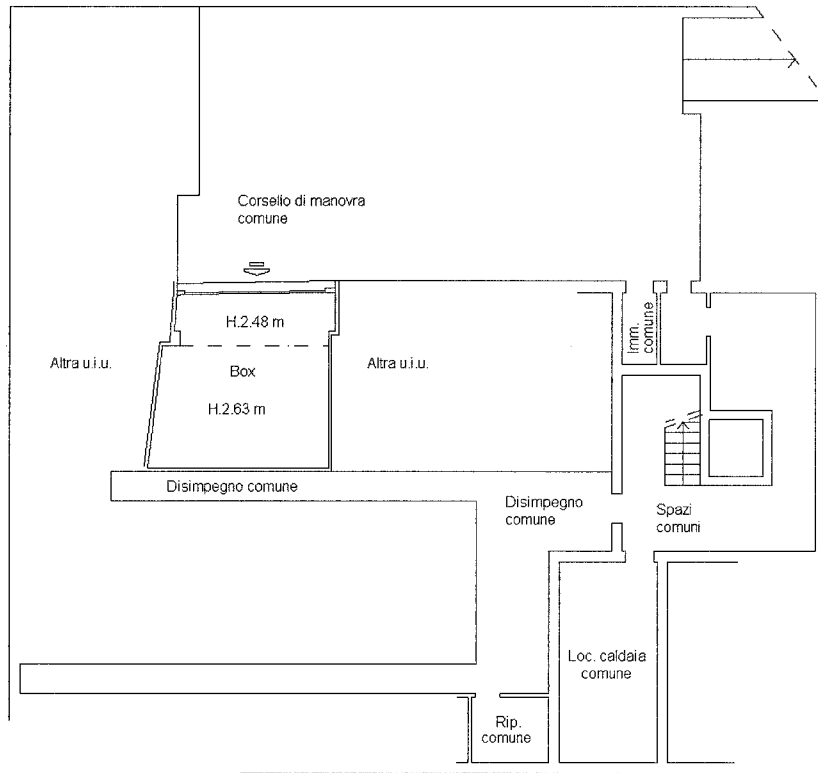 Corsello di manovra
comune
H.2.48 m
Imm.
comune
Altra u.i.u.
Box
Altra u.i.u.
H.2.63 m
Disimpegno comune
Disimpegno
comune
Spazi
comuni
Loc. caldaia
comune
Rip.
comune